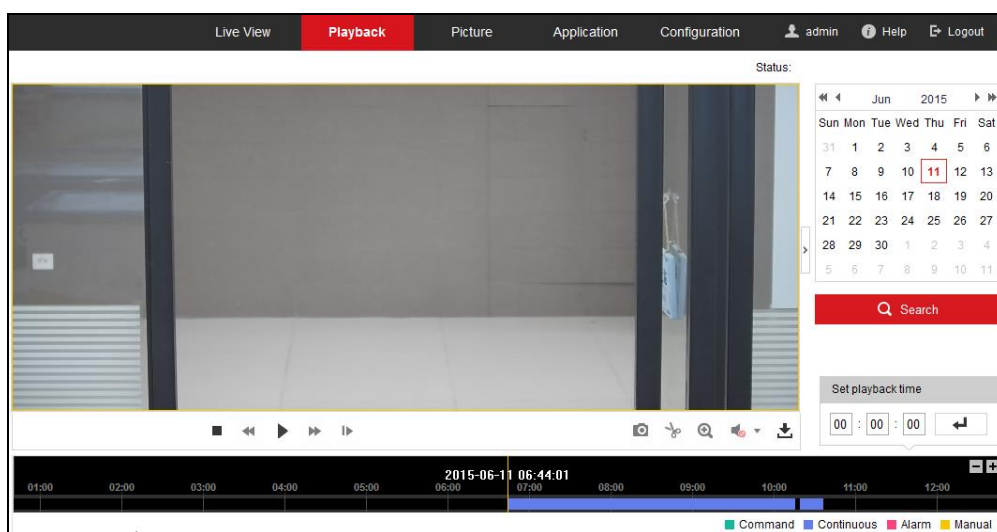 Live View Playback Picture Application Configuration admin Help Logout
Status:
Jun 2015
Sun Mon Tue Wed Thu Fri Sat
31 1 2 3 4 5 6
7 8 9 10 11 12 13
14 15 16 17 18 19 20
21 22 23 24 25 26 27
28 29 30 1 2 3 4
5 6 7 8 9 10 11
Search
Set playback time
00 : 00 : 00
2015-06-11 06:44:01
01:00 02:00 03:00 04:00 05:00 06:00 07:00 08:00 09:00 10:00 11:00 12:00
Command Continuous Alarm Manual